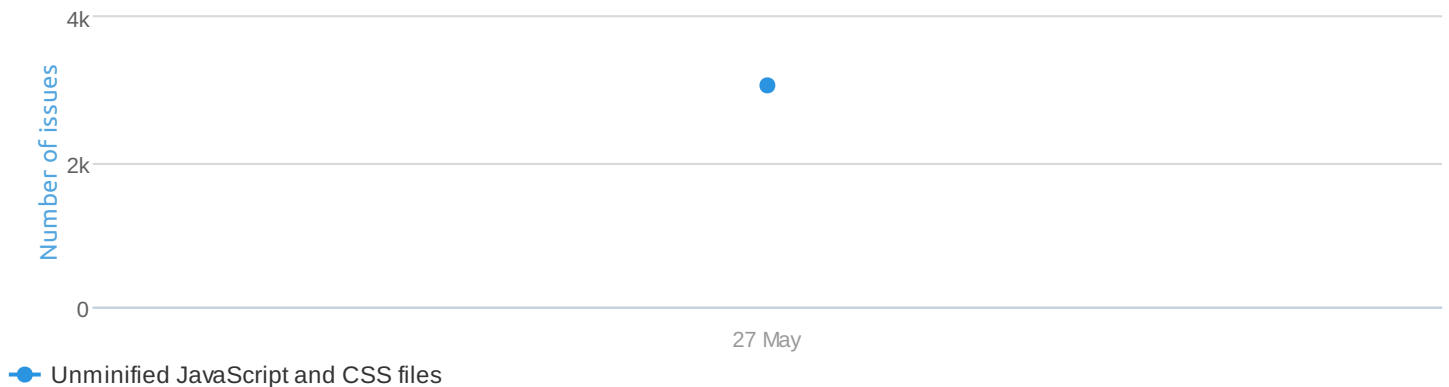 4k
Number of issues
2k
0
27 May
Unminified JavaScript and CSS files